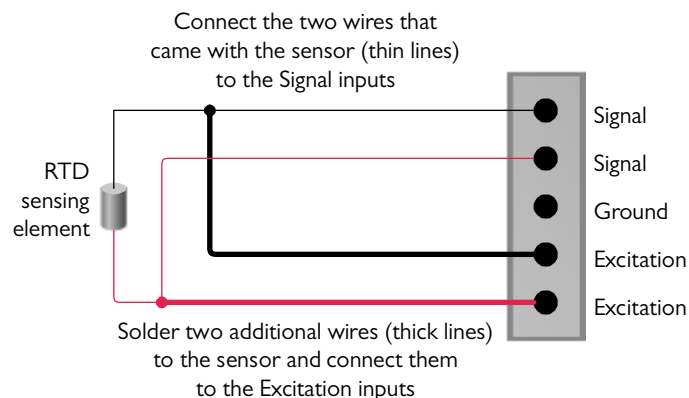 Connect the two wires that
came with the sensor (thin lines)
to the Signal inputs
Signal
RTD
sensing
element
Signal
Ground
Excitation
Excitation
Solder two additional wires (thick lines)
to the sensor and connect them
to the Excitation inputs